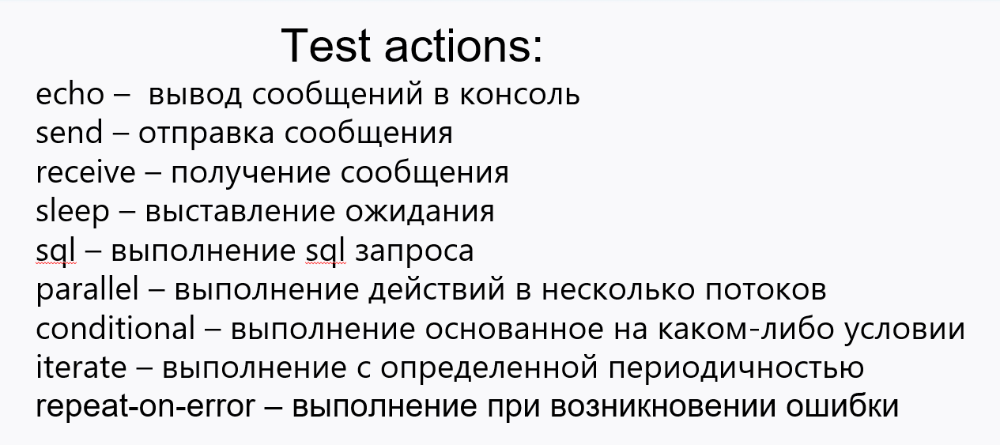 Test actions:
echo –  вывод сообщений в консоль
send – отправка сообщения
receive – получение сообщения
sleep – выставление ожидания
sql – выполнение sql запроса
parallel – выполнение действий в несколько потоков
conditional – выполнение основанное на каком-либо условии
iterate – выполнение с определенной периодичностью
repeat-on-error – выполнение при возникновении ошибки